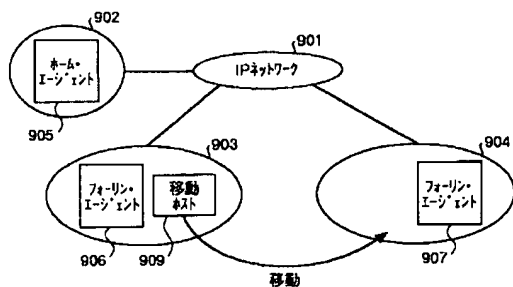 902
ホーム・
エージェント
905
901
IPネットワーク
903
フォーリン・
エージェント
906
移動
ホスト
909
904
フォーリン・
エージェント
907
移動